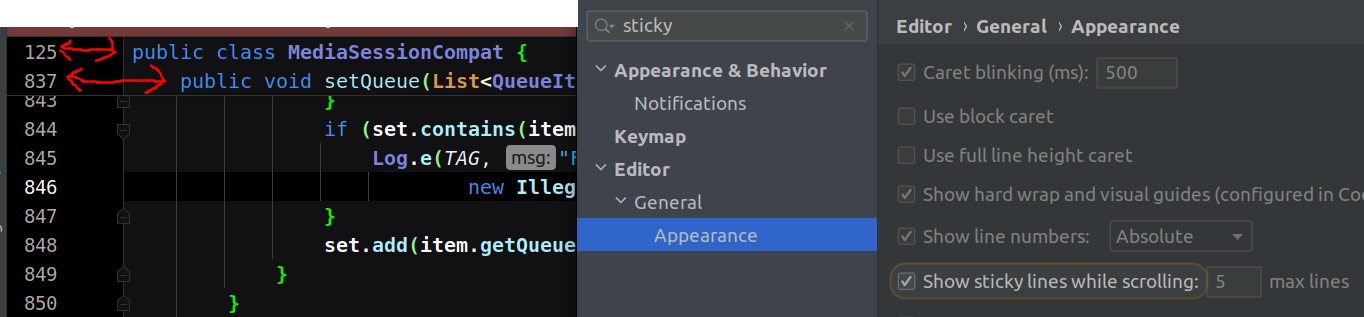 125 public class MediaSessionCompat {
837 public void setQueue(List<QueueIt
843 }
844 if (set.contains(item
845 Log.e(TAG, msg: "F
846 new Illeg
847 }
848 set.add(item.getQueue
849 }
850 }
sticky
Appearance & Behavior
Notifications
Keymap
Editor
General
Appearance
Editor › General › Appearance
Caret blinking (ms): 500
Use block caret
Use full line height caret
Show hard wrap and visual guides (configured in Co
Show line numbers: Absolute
Show sticky lines while scrolling: 5 max lines